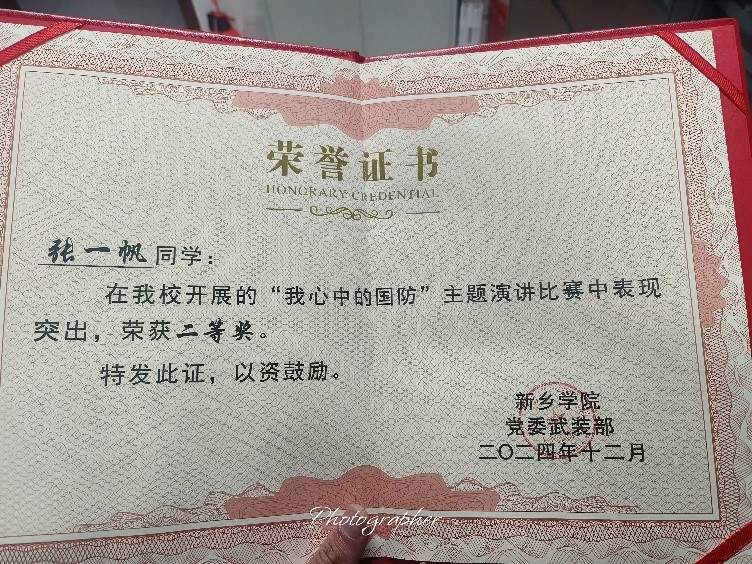 荣誉证书
HONORARY CREDENTIAL
张一帆同学：
在我校开展的“我心中的国防”主题演讲比赛中表现
突出，荣获二等奖。
特发此证，以资鼓励。
新乡学院
党委武装部
二〇二四年十二月
Photographer